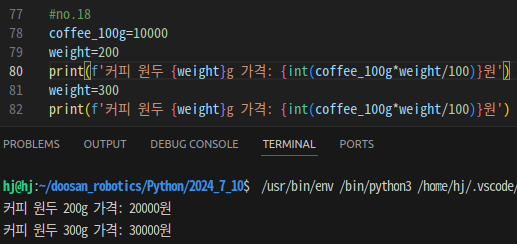 77 #no.18
78 coffee_100g=10000
79 weight=200
80 print(f'커피 원두 {weight}g 가격: {int(coffee_100g*weight/100)}원')
81 weight=300
82 print(f'커피 원두 {weight}g 가격: {int(coffee_100g*weight/100)}원')
PROBLEMS OUTPUT DEBUG CONSOLE TERMINAL PORTS
hj@hj:~/doosan_robotics/Python/2024_7_10$ /usr/bin/env /bin/python3 /home/hj/.vscode/
커피 원두 200g 가격: 20000원
커피 원두 300g 가격: 30000원